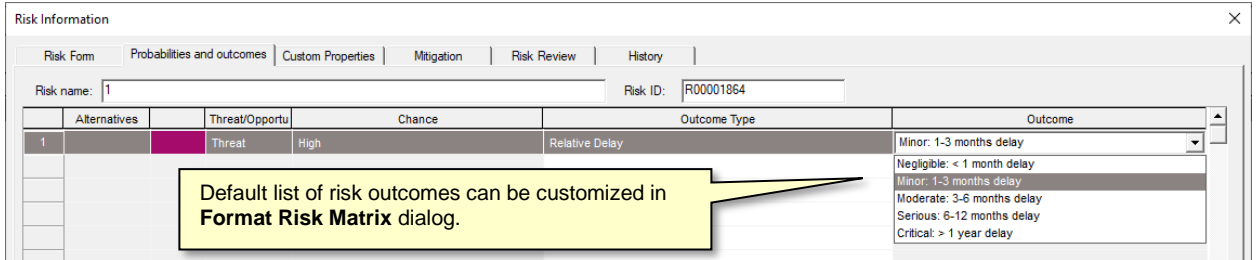 Risk Information
Risk Form Probabilities and outcomes Custom Properties Mitigation Risk Review History
Risk name: 1 Risk ID: R00001864
Alternatives Threat/Opportu Chance Outcome Type Outcome
1 Threat High Relative Delay Minor: 1-3 months delay
Negligible: < 1 month delay
Minor: 1-3 months delay
Moderate: 3-6 months delay
Serious: 6-12 months delay
Critical: > 1 year delay
Default list of risk outcomes can be customized in
Format Risk Matrix dialog.